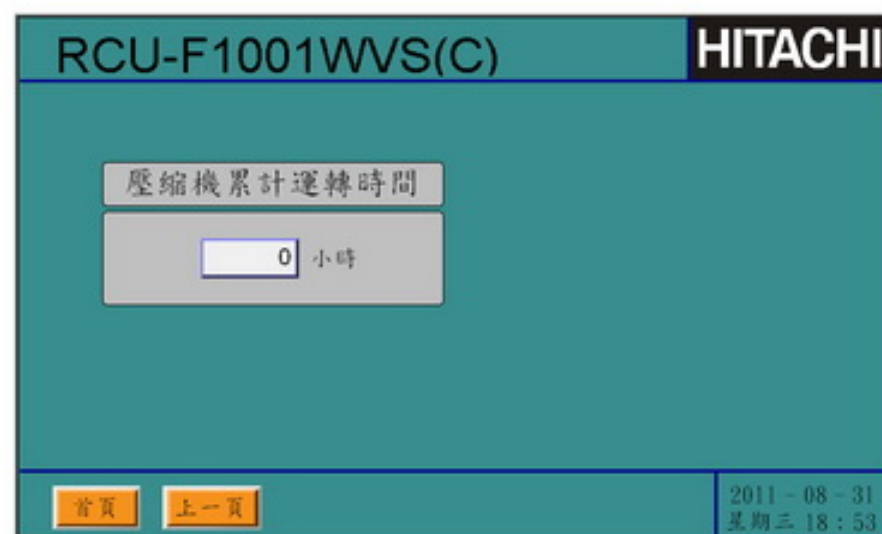 RCU-F1001WVS(C)
HITACHI
壓縮機累計運轉時間
0 小時
首頁
上一頁
2011-08-31
星期三 18:53